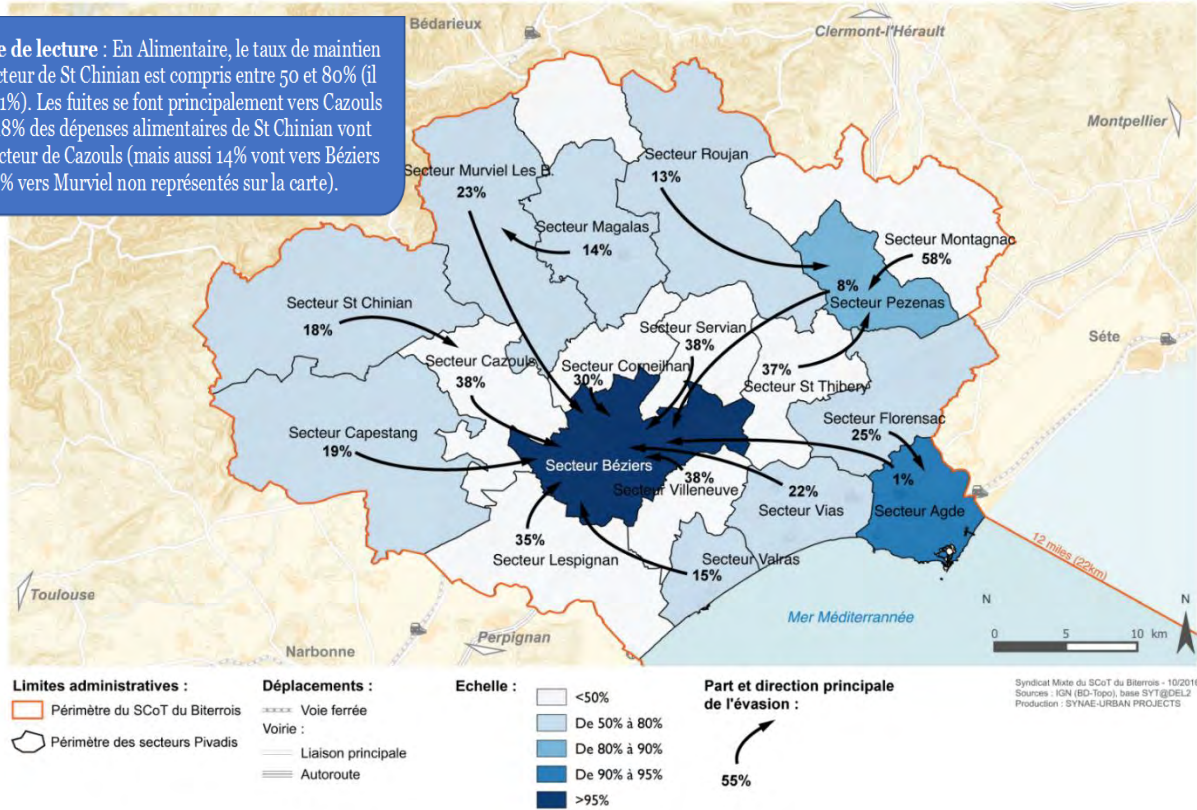 e de lecture : En Alimentaire, le taux de maintien
cteur de St Chinian est compris entre 50 et 80% (il
1%). Les fuites se font principalement vers Cazouls
8% des dépenses alimentaires de St Chinian vont
cteur de Cazouls (mais aussi 14% vont vers Béziers
% vers Murviel non représentés sur la carte).
Bédarieux
Clermont-l'Hérault
Montpellier
Secteur Murviel Les B.
23%
Secteur Roujan
13%
Secteur Magalas
14%
Secteur Montagnac
58%
8%
Secteur Pezenas
Secteur St Chinian
18%
Secteur Servian
38%
Sète
Secteur Cazouls
38%
Secteur Corneilhan
30%
37%
Secteur St Thibery
Secteur Capestang
19%
Secteur Florensac
25%
Secteur Béziers
38%
Secteur Villeneuve
22%
Secteur Vias
1%
Secteur Agde
35%
Secteur Lespignan
Secteur Valras
15%
12 miles (22km)
Toulouse
Narbonne
Perpignan
Mer Méditerrannée
N
N
0 5 10 km
Limites administratives :
Périmètre du SCoT du Biterrois
Périmètre des secteurs Pivadis
Déplacements :
Voie ferrée
Voirie :
Liaison principale
Autoroute
Echelle :
<50%
De 50% à 80%
De 80% à 90%
De 90% à 95%
>95%
Part et direction principale
de l'évasion :
55%
Syndicat Mixte du SCoT du Biterrois - 10/2016
Sources : IGN (BD-Topo), base SYT@DEL2
Production : SYNAE-URBAN PROJECTS